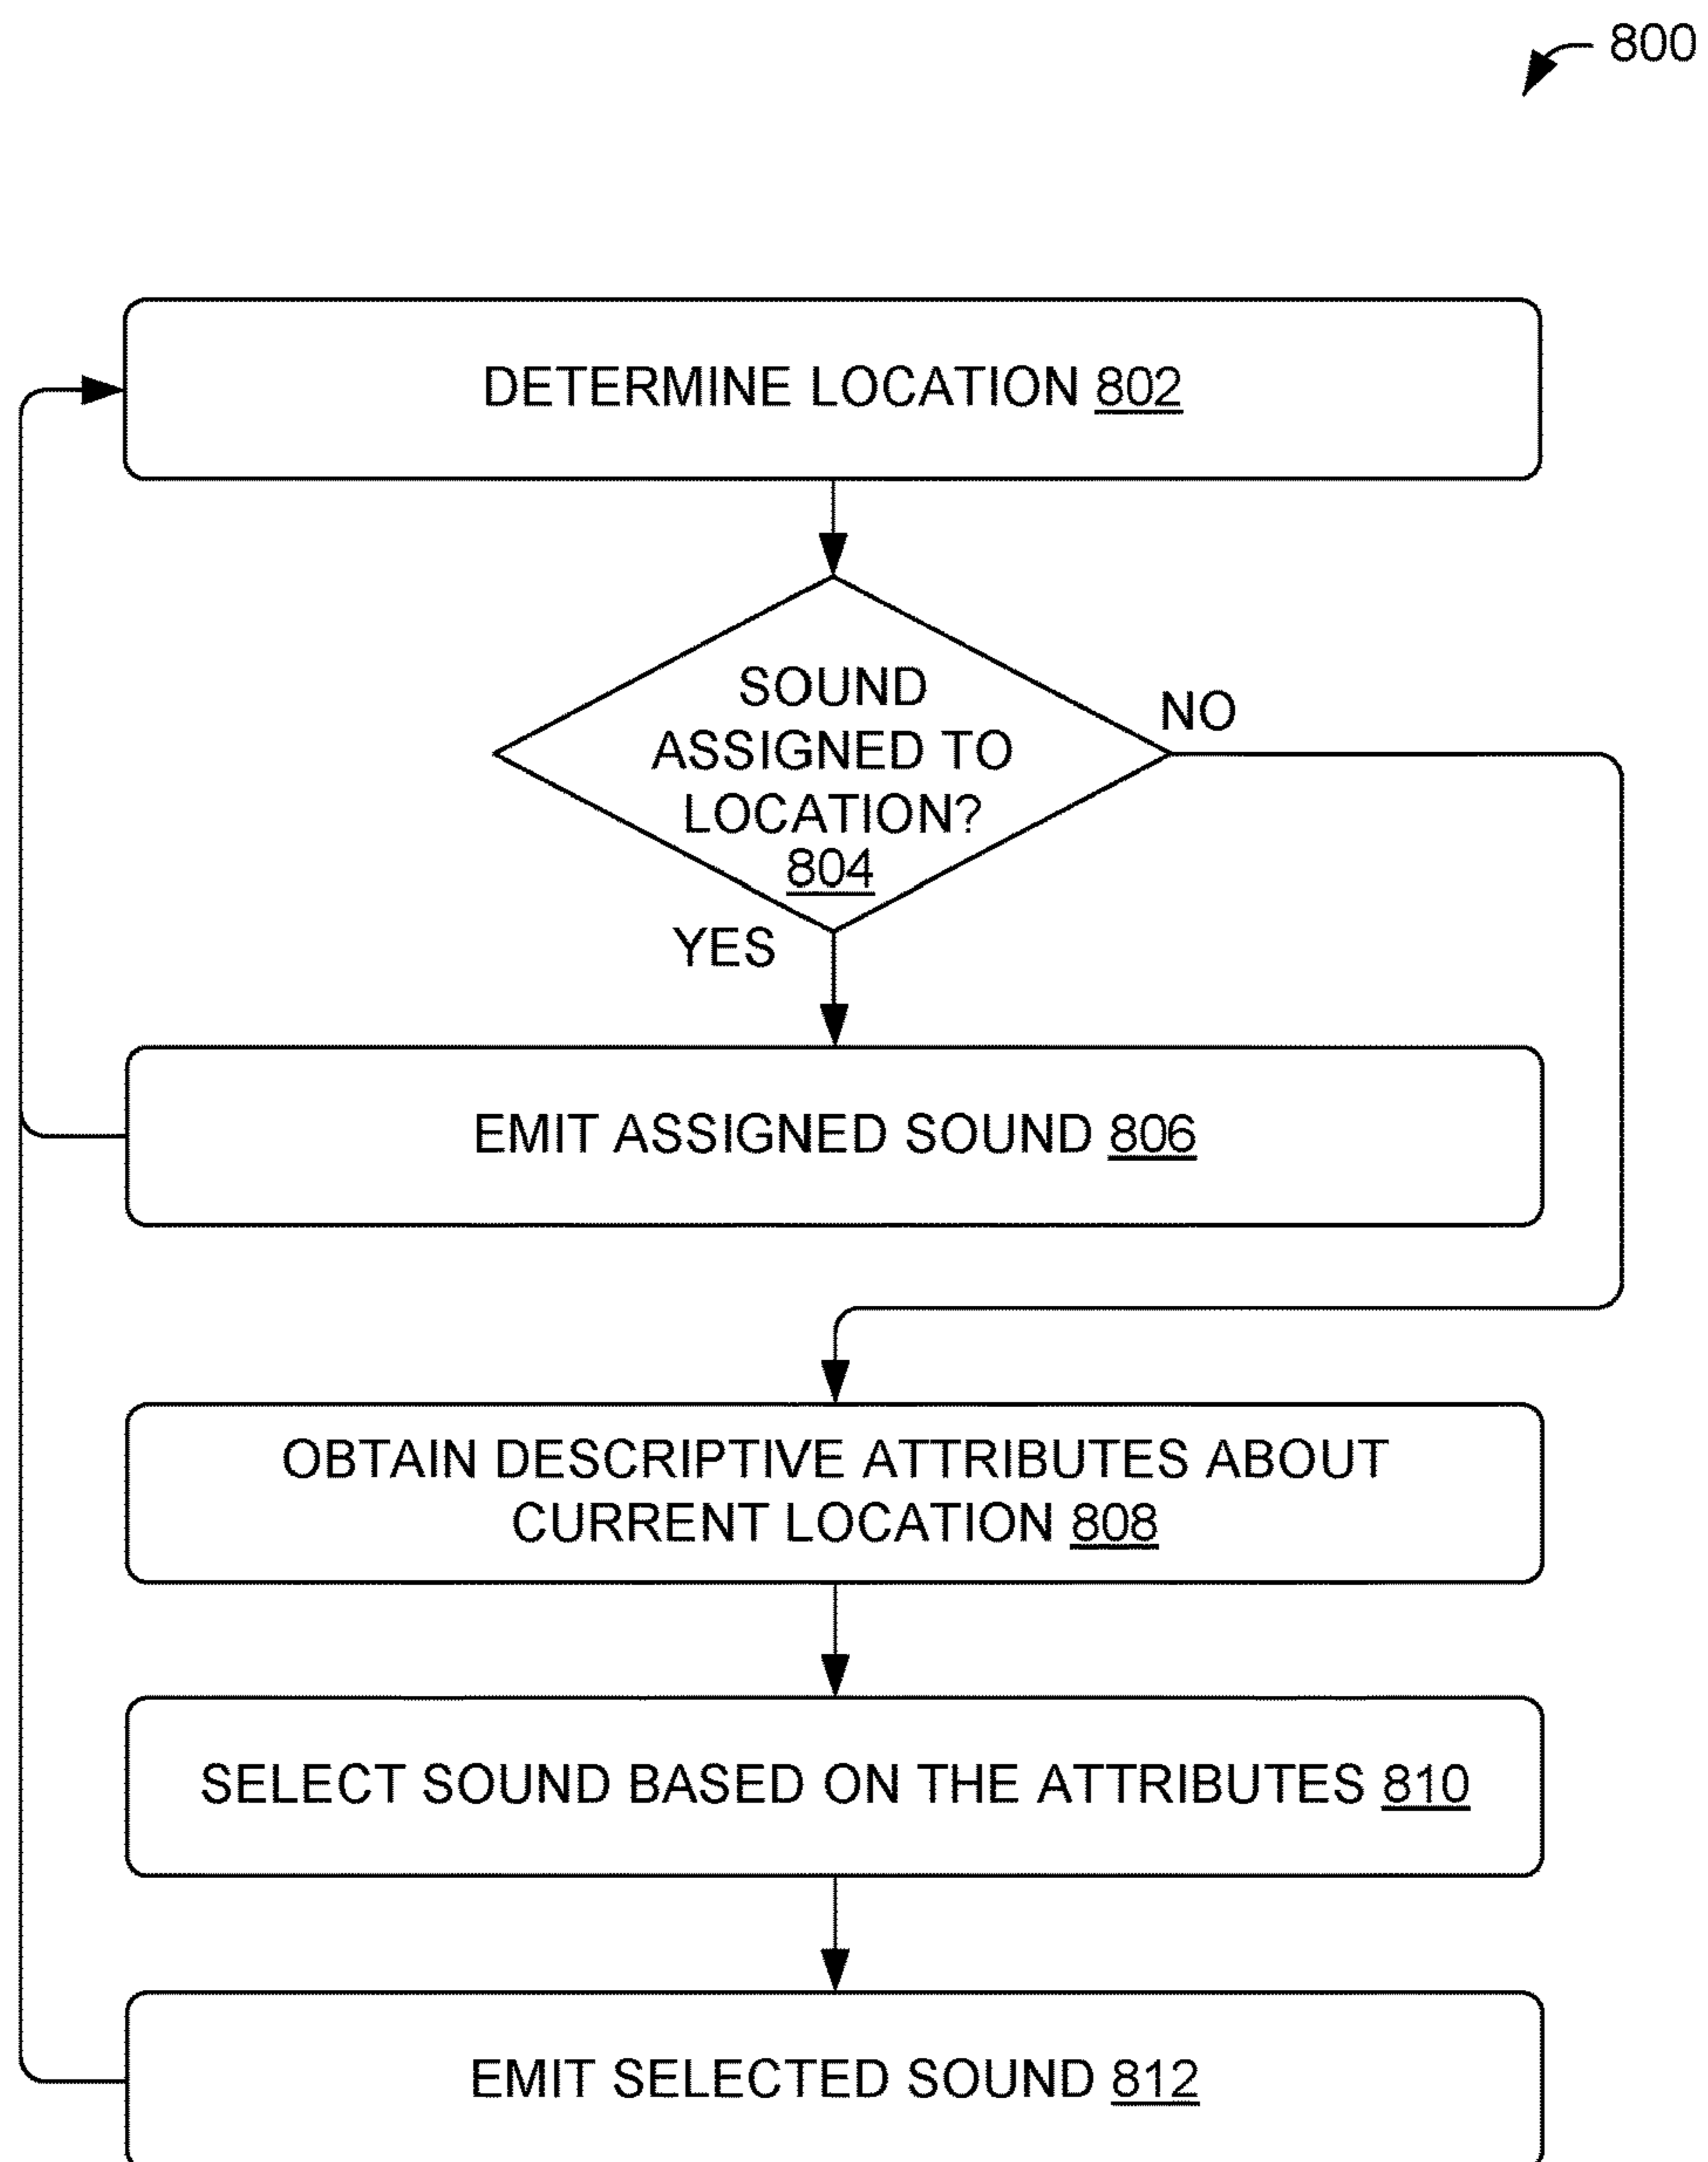 800
DETERMINE LOCATION 802
SOUND
ASSIGNED TO
LOCATION?
804
NO
YES
EMIT ASSIGNED SOUND 806
OBTAIN DESCRIPTIVE ATTRIBUTES ABOUT
CURRENT LOCATION 808
SELECT SOUND BASED ON THE ATTRIBUTES 810
EMIT SELECTED SOUND 812